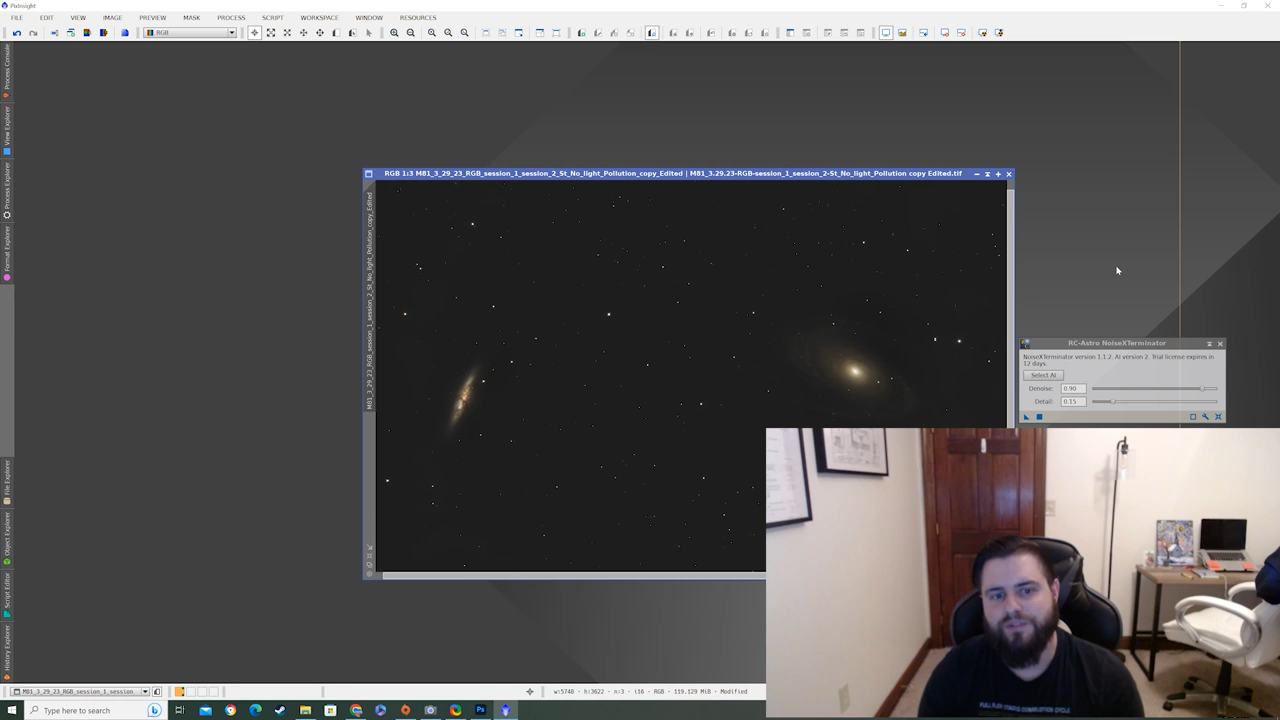 PixInsight
FILE EDIT VIEW IMAGE PREVIEW MASK PROCESS SCRIPT WORKSPACE WINDOW RESOURCES
RGB
Process Console
View Explorer
Process Explorer
Format Explorer
File Explorer
Object Explorer
Script Editor
History Explorer
RGB 1:3 M81_3_29_23_RGB_session_1_session_2_St_No_light_Pollution_copy_Edited | M81_3.29.23-RGB-session_1_session_2-St_No_light_Pollution copy Edited.tif
M81_3_29_23_RGB_session_1_session_2_St_No_light_Pollution_copy_Edited
RC-Astro NoiseXTerminator
NoiseXTerminator version 1.1.2, AI version 2. Trial license expires in
12 days.
Select AI
Denoise: 0.90
Detail: 0.15
M81_3_29_23_RGB_session_1_session
w:5740 · h:3622 · n:3 · i16 · RGB · 119.129 MiB · Modified
Type here to search